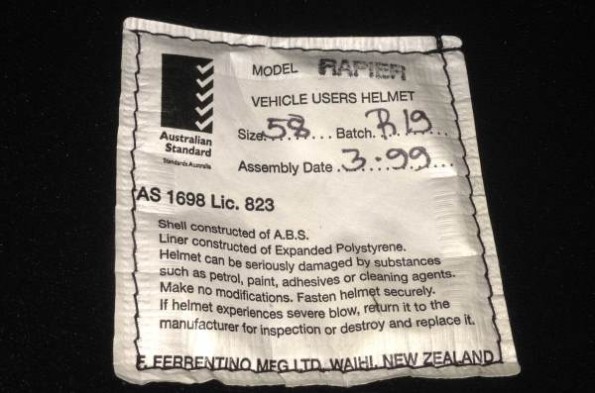 MODEL RAPIER
VEHICLE USERS HELMET
Size. 58 ... Batch. B.19 ...
Assembly Date . 3.99 ...
Australian
Standard
Standards Australia
AS 1698 Lic. 823
Shell constructed of A.B.S.
Liner constructed of Expanded Polystyrene.
Helmet can be seriously damaged by substances
such as petrol, paint, adhesives or cleaning agents.
Make no modifications. Fasten helmet securely.
If helmet experiences severe blow, return it to the
manufacturer for inspection or destroy and replace it.
F. FERRENTINO MFG LTD, WAIHI, NEW ZEALAND